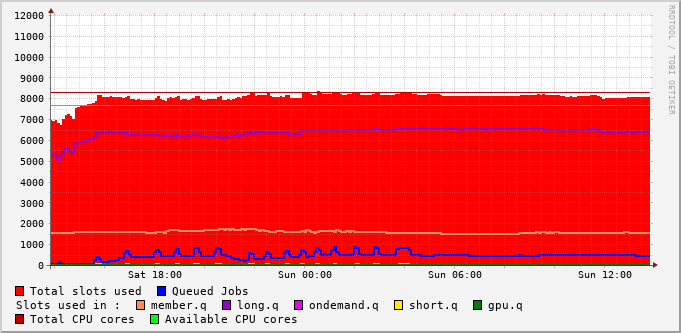 12000
11000
10000
9000
8000
7000
6000
5000
4000
3000
2000
1000
0
Sat 18:00 Sun 00:00 Sun 06:00 Sun 12:00
RRDTOOL / TOBI OETIKER
Total slots used Queued Jobs
Slots used in : member.q long.q ondemand.q short.q gpu.q
Total CPU cores Available CPU cores